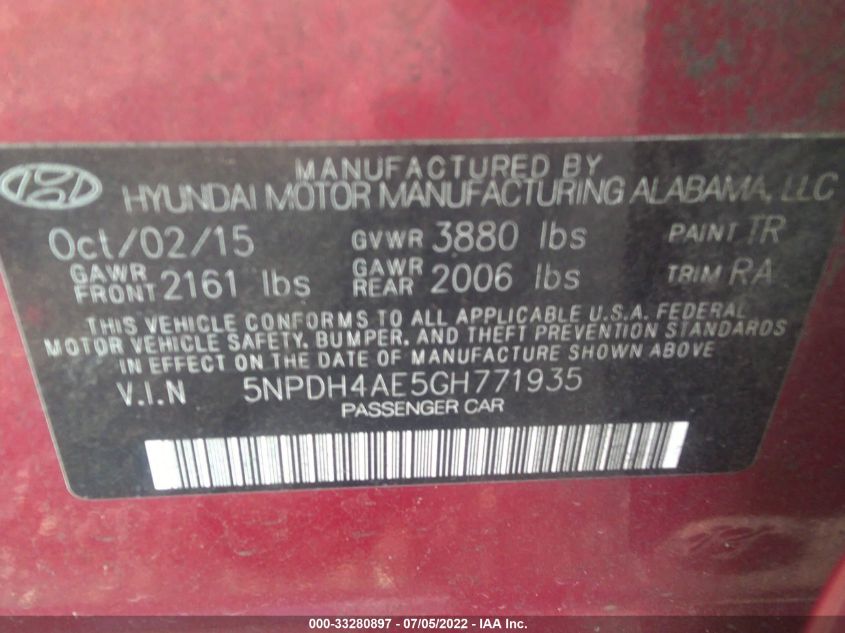 MANUFACTURED BY
HYUNDAI MOTOR MANUFACTURING ALABAMA, LLC
Oct/02/15 GVWR 3880 lbs PAINT TR
GAWR FRONT 2161 lbs GAWR REAR 2006 lbs TRIM RA
THIS VEHICLE CONFORMS TO ALL APPLICABLE U.S.A. FEDERAL
MOTOR VEHICLE SAFETY, BUMPER, AND THEFT PREVENTION STANDARDS
IN EFFECT ON THE DATE OF MANUFACTURE SHOWN ABOVE
V.I.N 5NPDH4AE5GH771935
PASSENGER CAR
000-33280897 - 07/05/2022 - IAA Inc.